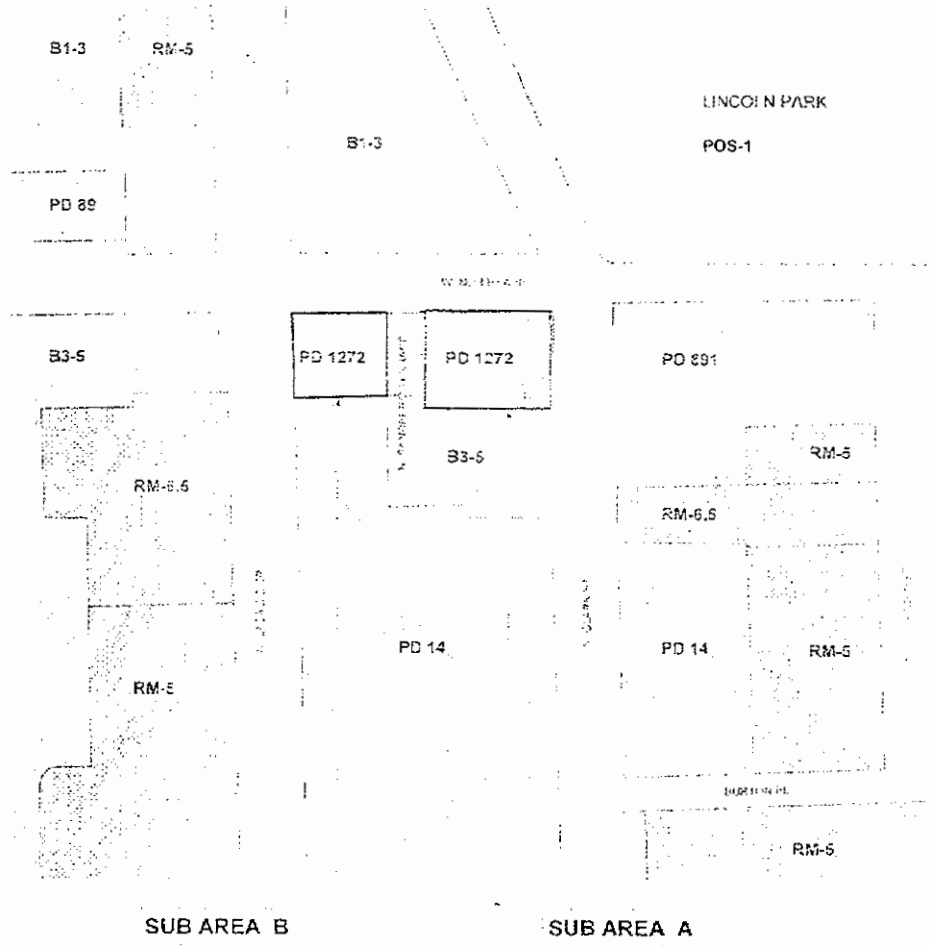 B1-3 RM-5
LINCOLN PARK
B1-3 POS-1
PD 89
B3-5 PD 1272 PD 1272 PD 891
B3-5 RM-5
RM-6.5 RM-6.5
PD 14 PD 14 RM-5
RM-5
BURTON PL
RM-5
SUB AREA B SUB AREA A